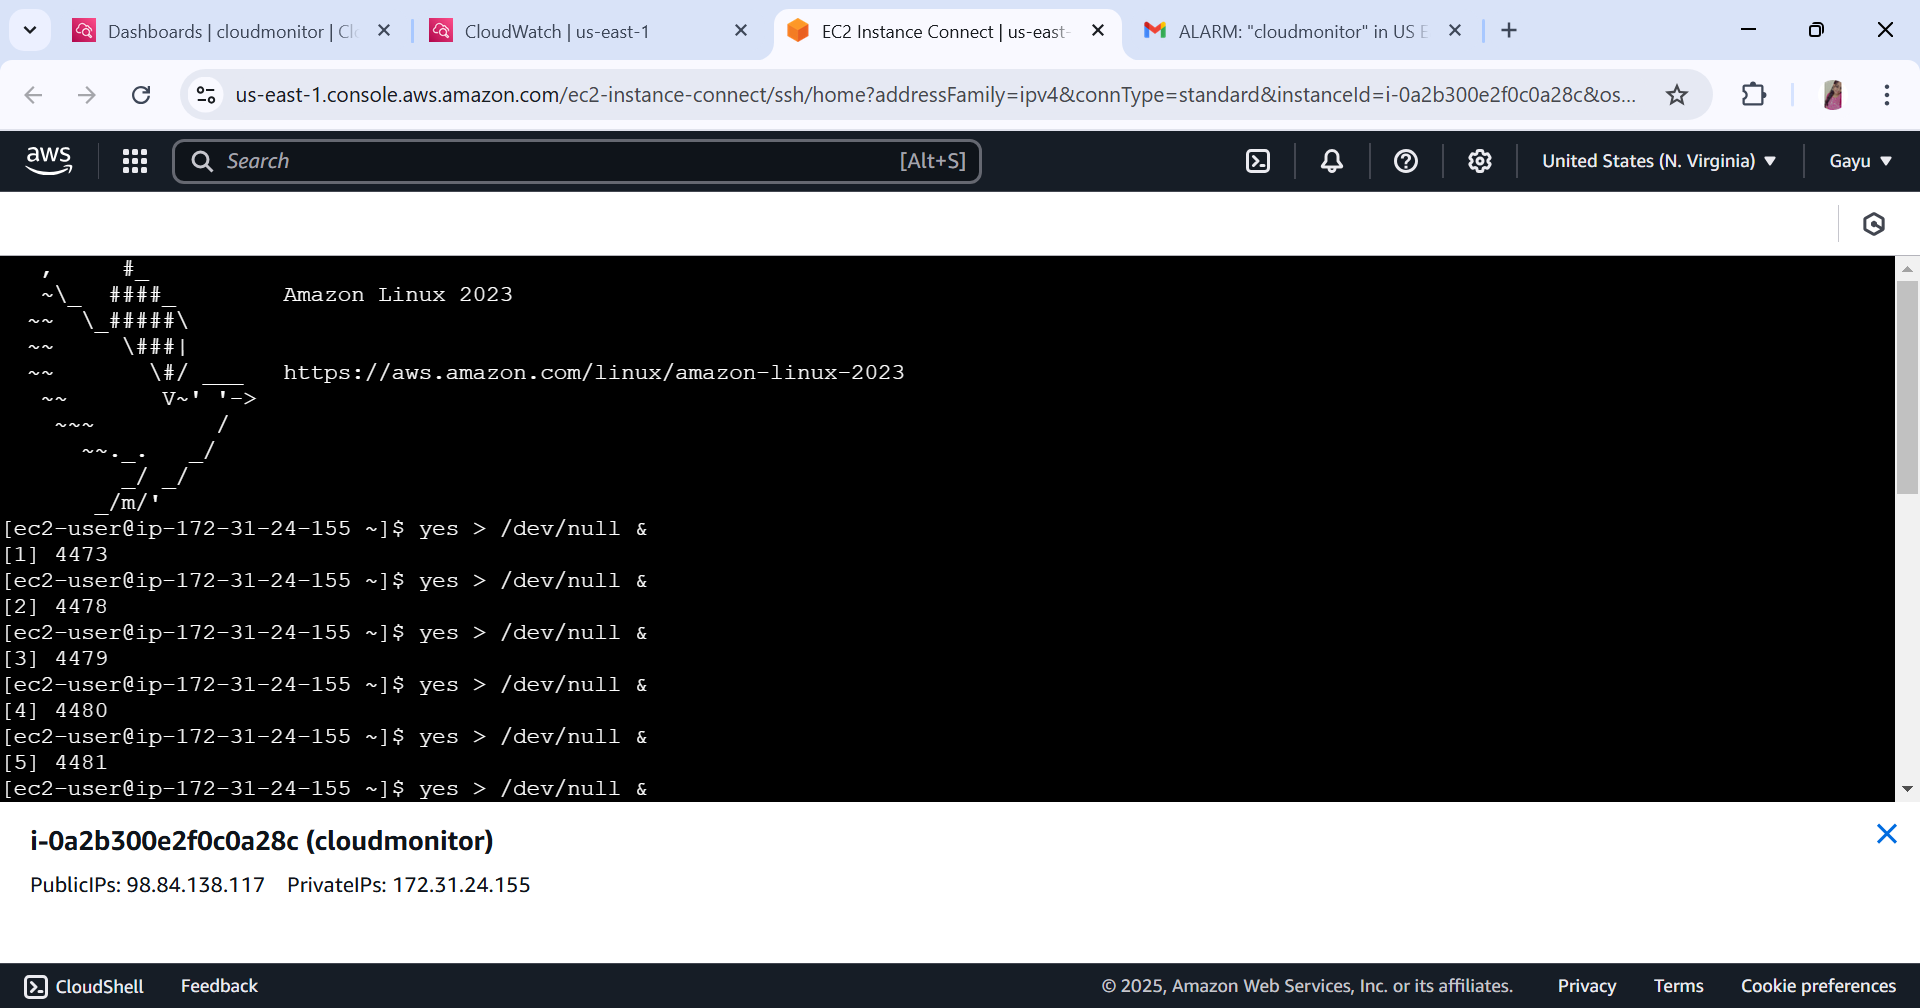 Dashboards | cloudmonitor | Cl
CloudWatch | us-east-1
EC2 Instance Connect | us-east-
ALARM: "cloudmonitor" in US E
us-east-1.console.aws.amazon.com/ec2-instance-connect/ssh/home?addressFamily=ipv4&connType=standard&instanceId=i-0a2b300e2f0c0a28c&os...
aws
Search
[Alt+S]
United States (N. Virginia)
Gayu
   ,     #_
   ~\_  ####_        Amazon Linux 2023
  ~~  \_#####\
  ~~     \###|
  ~~       \#/ ___   https://aws.amazon.com/linux/amazon-linux-2023
   ~~       V~' '->
    ~~~         /
      ~~._.   _/
         _/ _/
       _/m/'
[ec2-user@ip-172-31-24-155 ~]$ yes > /dev/null &
[1] 4473
[ec2-user@ip-172-31-24-155 ~]$ yes > /dev/null &
[2] 4478
[ec2-user@ip-172-31-24-155 ~]$ yes > /dev/null &
[3] 4479
[ec2-user@ip-172-31-24-155 ~]$ yes > /dev/null &
[4] 4480
[ec2-user@ip-172-31-24-155 ~]$ yes > /dev/null &
[5] 4481
[ec2-user@ip-172-31-24-155 ~]$ yes > /dev/null &
i-0a2b300e2f0c0a28c (cloudmonitor)
PublicIPs: 98.84.138.117 PrivateIPs: 172.31.24.155
CloudShell
Feedback
© 2025, Amazon Web Services, Inc. or its affiliates.
Privacy
Terms
Cookie preferences